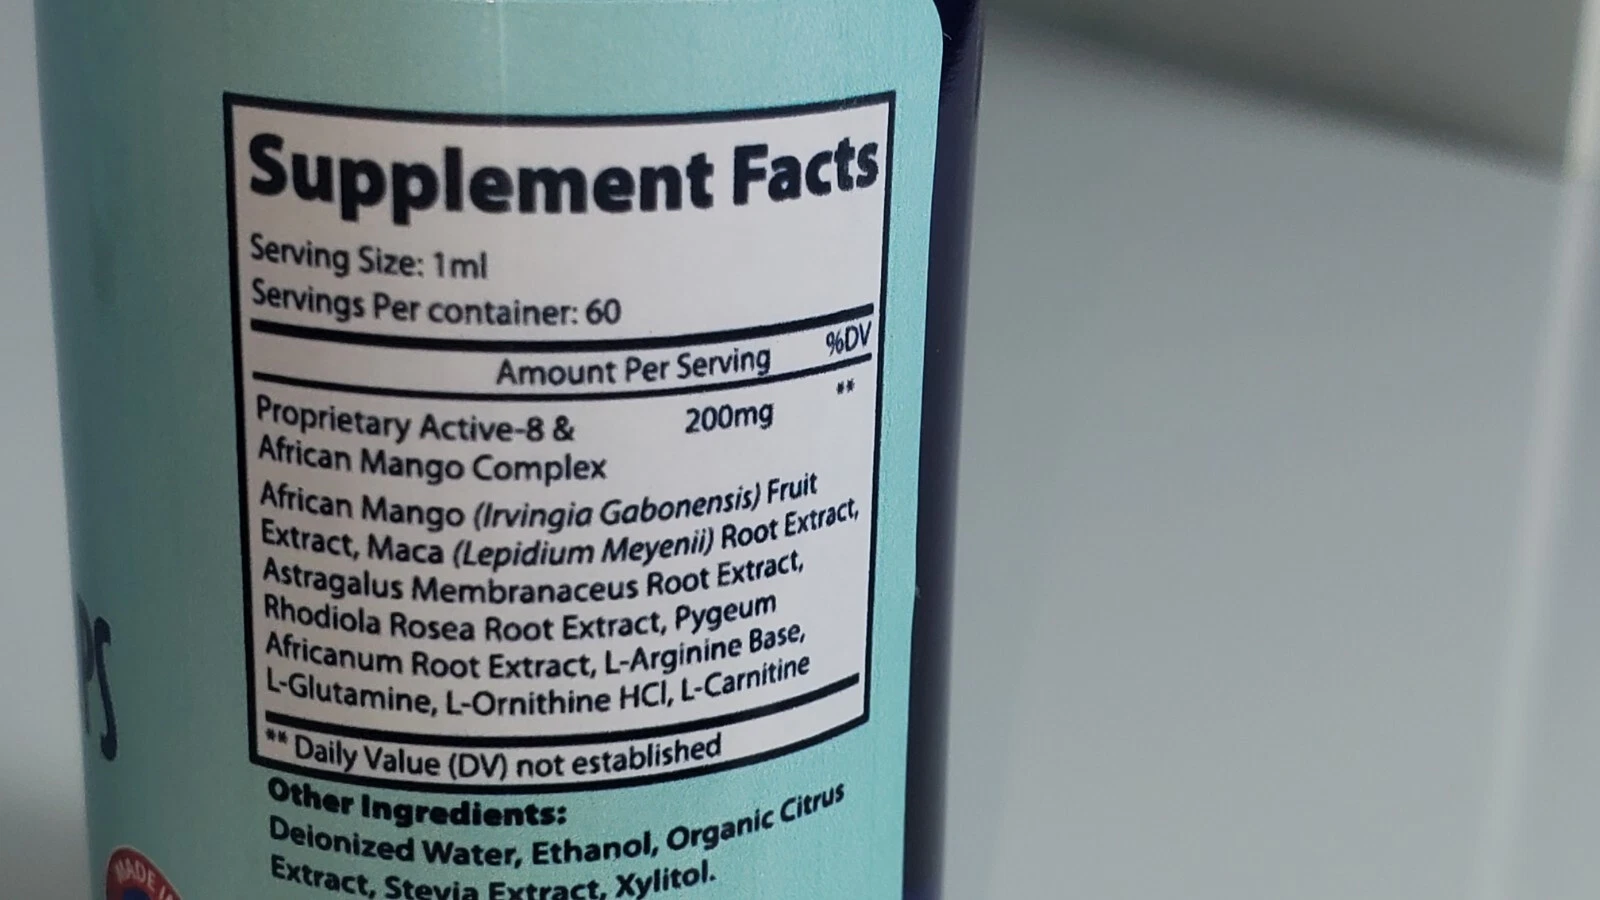 Supplement Facts
Serving Size: 1ml
Servings Per container: 60
Amount Per Serving %DV
Proprietary Active-8 & 200mg **
African Mango Complex
African Mango (Irvingia Gabonensis) Fruit
Extract, Maca (Lepidium Meyenii) Root Extract,
Astragalus Membranaceus Root Extract,
Rhodiola Rosea Root Extract, Pygeum
Africanum Root Extract, L-Arginine Base,
L-Glutamine, L-Ornithine HCl, L-Carnitine
** Daily Value (DV) not established
Other Ingredients:
Deionized Water, Ethanol, Organic Citrus
Extract, Stevia Extract, Xylitol.
PS
MADE